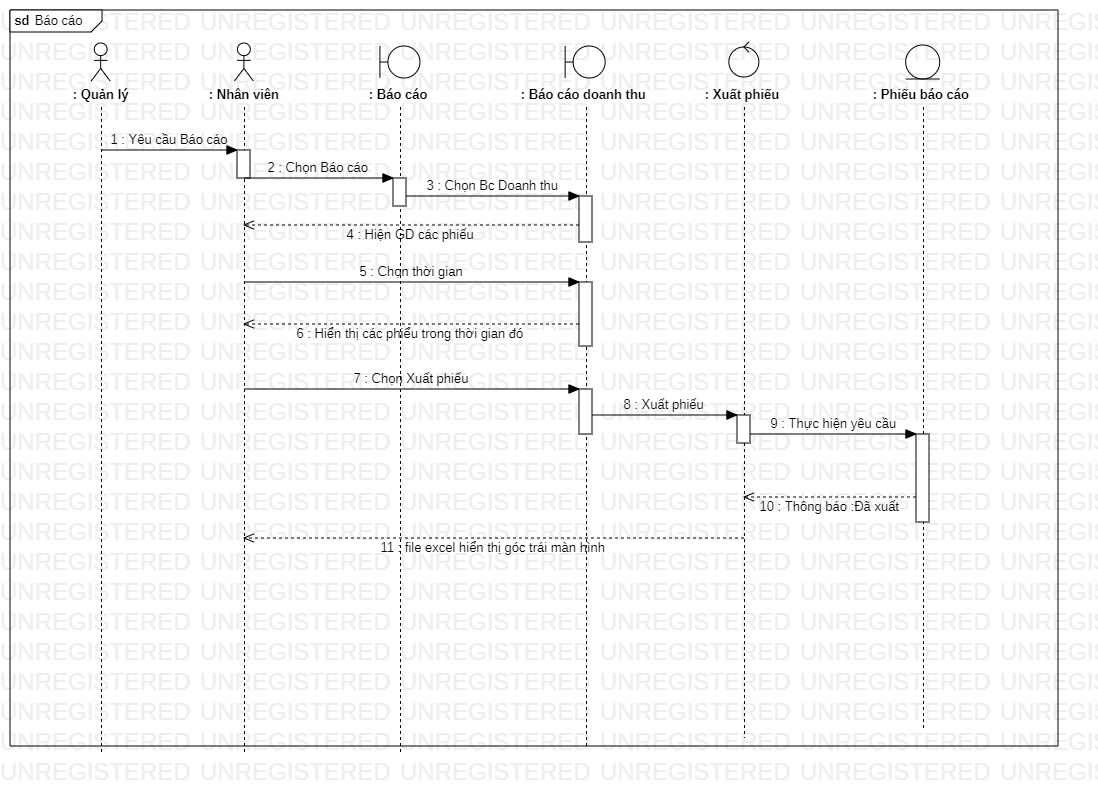 sd Báo cáo
: Quản lý
: Nhân viên
: Báo cáo
: Báo cáo doanh thu
: Xuất phiếu
: Phiếu báo cáo
1 : Yêu cầu Báo cáo
2 : Chọn Báo cáo
3 : Chọn Bc Doanh thu
4 : Hiện GD các phiếu
5 : Chọn thời gian
6 : Hiển thị các phiếu trong thời gian đó
7 : Chọn Xuất phiếu
8 : Xuất phiếu
9 : Thực hiện yêu cầu
10 : Thông báo :Đã xuất
11 : file excel hiển thị góc trái màn hình
UNREGISTERED